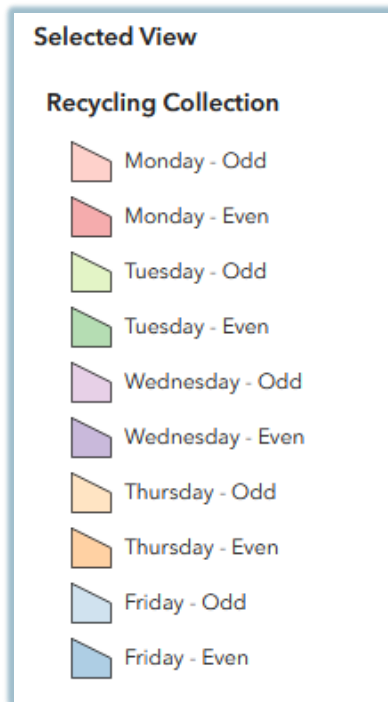 Selected View
Recycling Collection
Monday - Odd
Monday - Even
Tuesday - Odd
Tuesday - Even
Wednesday - Odd
Wednesday - Even
Thursday - Odd
Thursday - Even
Friday - Odd
Friday - Even